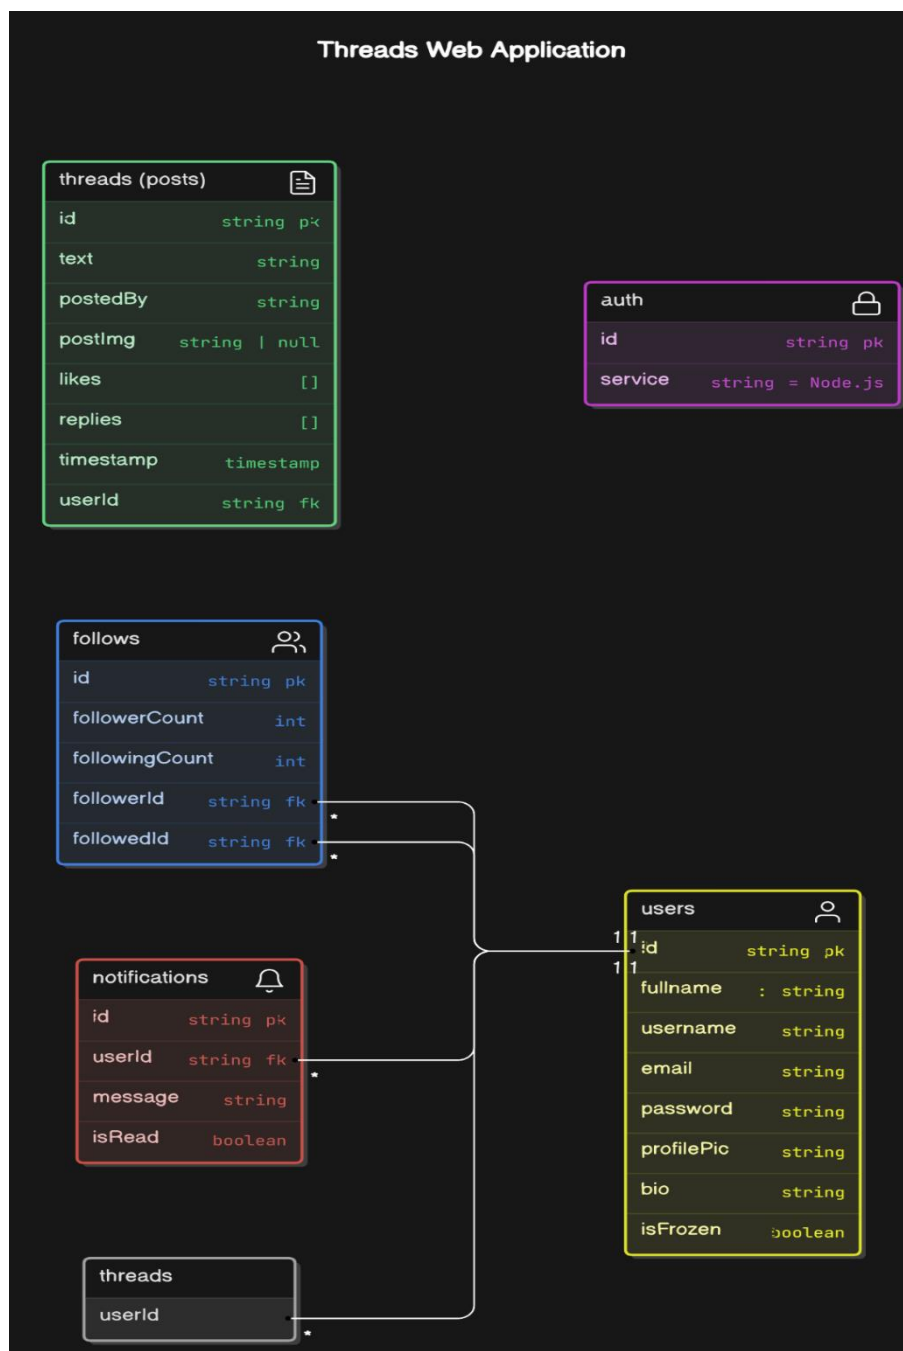 Threads Web Application
threads (posts)
id string pk
text string
postedBy string
postImg string | null
likes []
replies []
timestamp timestamp
userId string fk
auth
id string pk
service string = Node.js
follows
id string pk
followerCount int
followingCount int
followerId string fk
*
followedId string fk
*
users
1 1
id string pk
1 1
fullname : string
username string
email string
password string
profilePic string
bio string
isFrozen boolean
notifications
id string pk
userId string fk
*
message string
isRead boolean
threads
userId
*